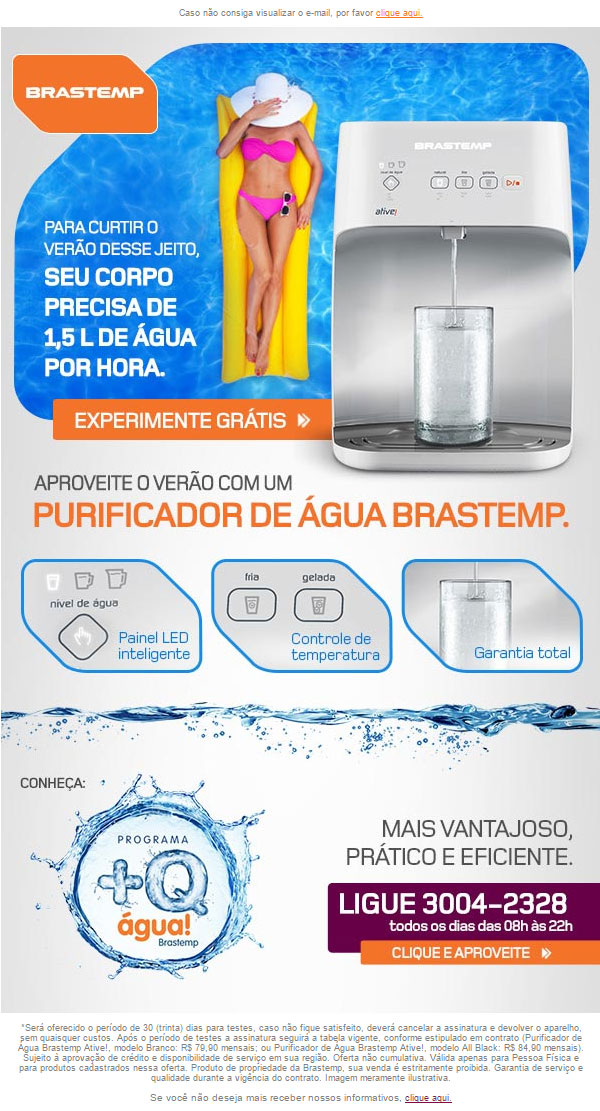 Caso não consiga visualizar o e-mail, por favor clique aqui.
BRASTEMP
PARA CURTIR O
VERÃO DESSE JEITO,
SEU CORPO
PRECISA DE
1,5 L DE ÁGUA
POR HORA.
EXPERIMENTE GRÁTIS
BRASTEMP
nível de água
natural
fria
gelada
ative!
APROVEITE O VERÃO COM UM
PURIFICADOR DE ÁGUA BRASTEMP.
nível de água
Painel LED
inteligente
fria
gelada
Controle de
temperatura
Garantia total
CONHEÇA:
PROGRAMA
+Q
água!
Brastemp
MAIS VANTAJOSO,
PRÁTICO E EFICIENTE.
LIGUE 3004-2328
todos os dias das 08h às 22h
CLIQUE E APROVEITE
*Será oferecido o período de 30 (trinta) dias para testes, caso não fique satisfeito, deverá cancelar a assinatura e devolver o aparelho,
sem quaisquer custos. Após o período de testes a assinatura seguirá a tabela vigente, conforme estipulado em contrato (Purificador de
Água Brastemp Ative!, modelo Branco: R$ 79,90 mensais; ou Purificador de Água Brastemp Ative!, modelo All Black: R$ 84,90 mensais).
Sujeito á aprovação de crédito e disponibilidade de serviço em sua região. Oferta não cumulativa. Válida apenas para Pessoa Física e
para produtos cadastrados nessa oferta. Produto de propriedade da Brastemp, sua venda é estritamente proibida. Garantia de serviço e
qualidade durante a vigência do contrato. Imagem meramente ilustrativa.
Se você não deseja mais receber nossos informativos, clique aqui.